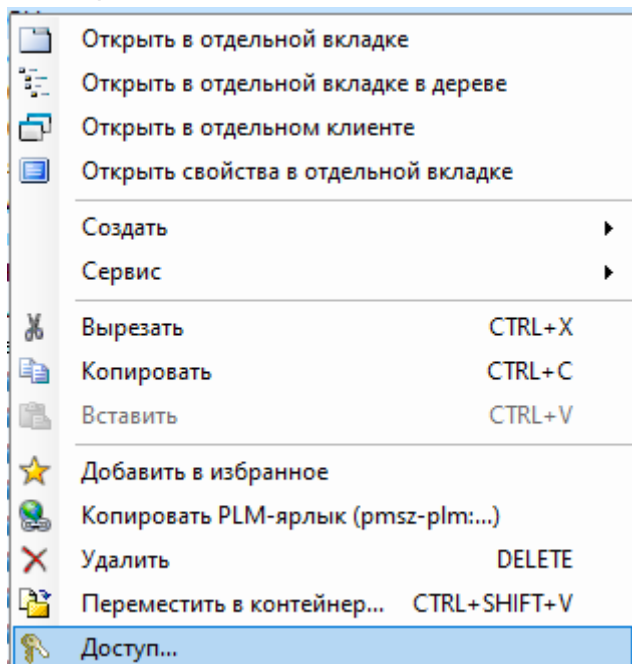 Открыть в отдельной вкладке
Открыть в отдельной вкладке в дереве
Открыть в отдельном клиенте
Открыть свойства в отдельной вкладке
Создать
Сервис
Вырезать CTRL+X
Копировать CTRL+C
Вставить CTRL+V
Добавить в избранное
Копировать PLM-ярлык (pmsz-plm:...)
Удалить DELETE
Переместить в контейнер... CTRL+SHIFT+V
Доступ...